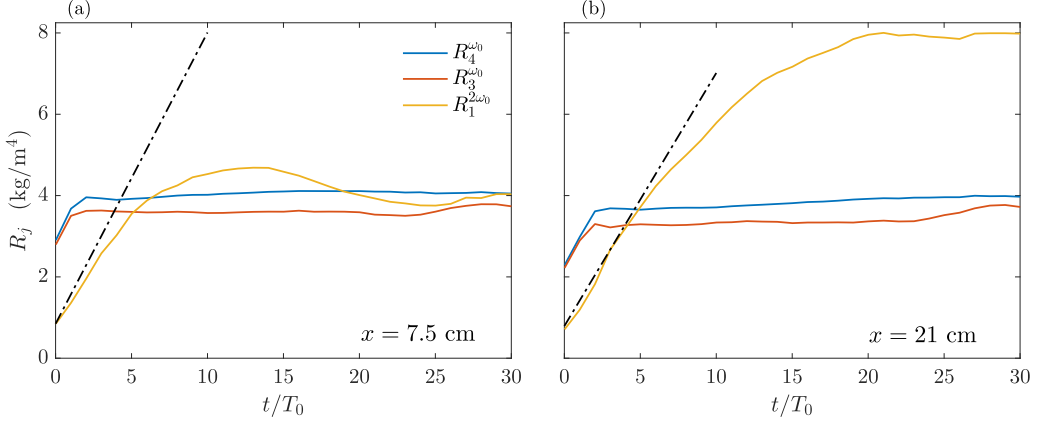 (a)
(b)
8
6
4
2
0
R_j (kg/m^4)
R_4^{ω_0}
R_3^{ω_0}
R_1^{2ω_0}
x = 7.5 cm
x = 21 cm
0 5 10 15 20 25 30
0 5 10 15 20 25 30
t/T_0
t/T_0